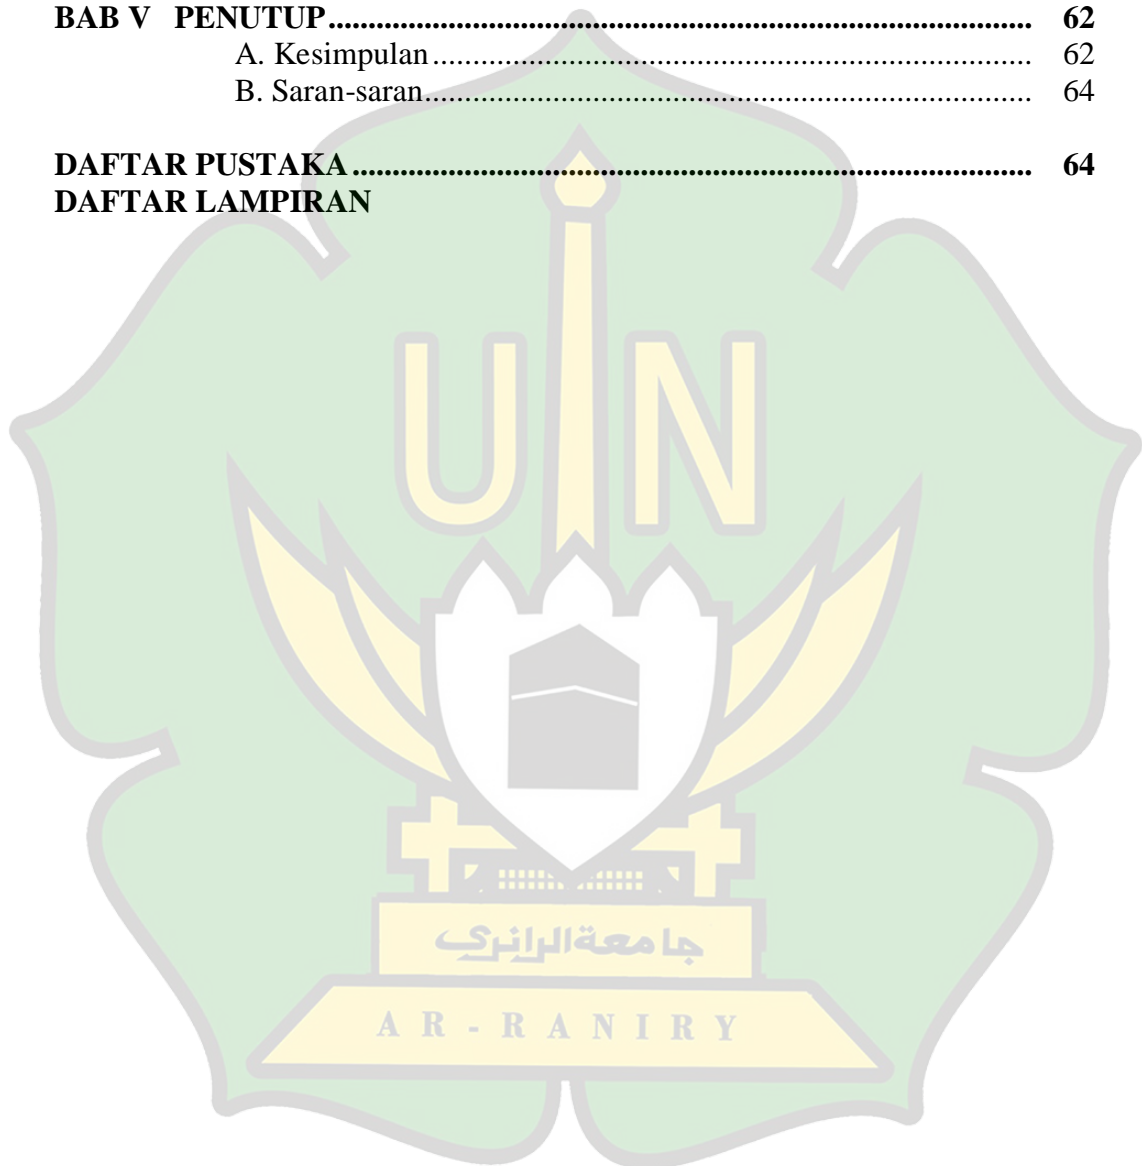 BAB V PENUTUP.......................................................................................... 62
A. Kesimpulan............................................................................ 62
B. Saran-saran............................................................................. 64
DAFTAR PUSTAKA....................................................................................... 64
DAFTAR LAMPIRAN
UIN
جامعة الرانري
AR-RANIRY